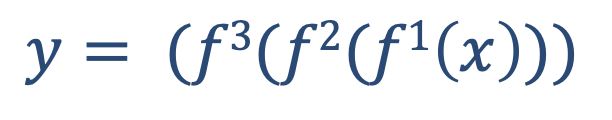 y = (f³(f²(f¹(x)))